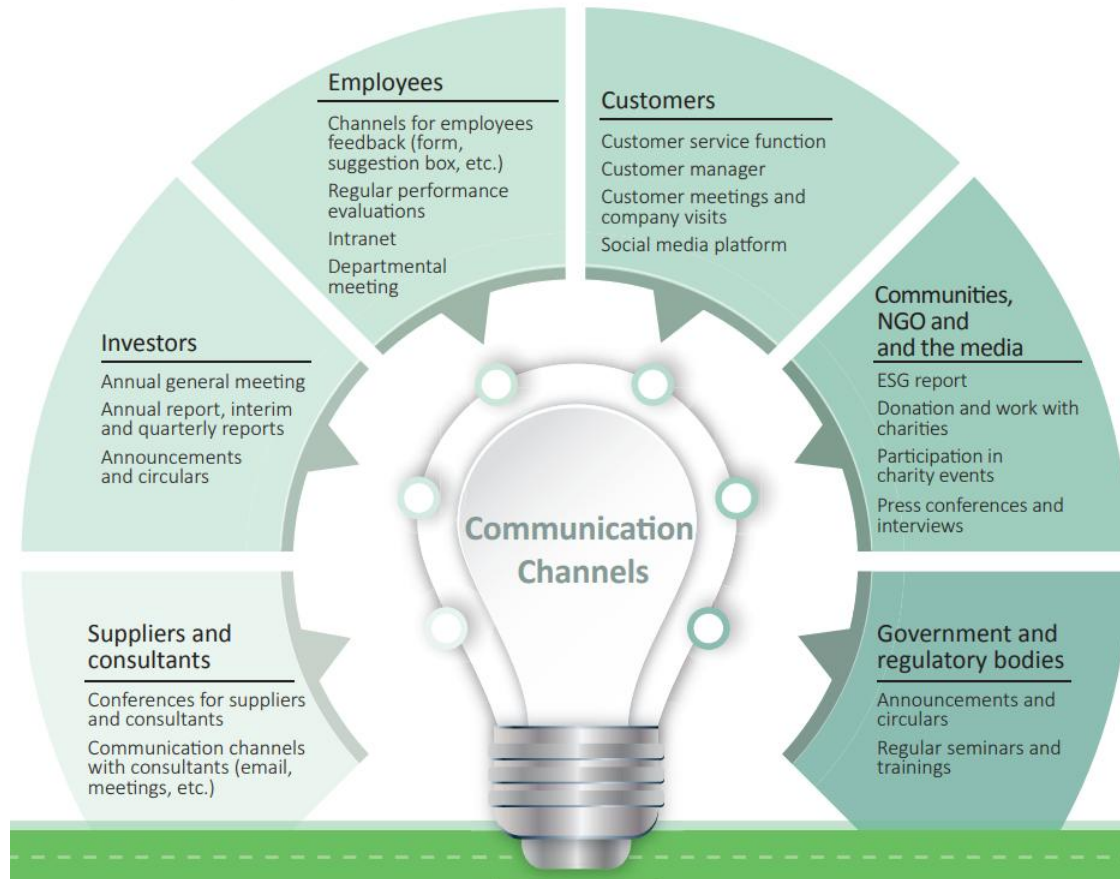 Employees
Channels for employees
feedback (form,
suggestion box, etc.)
Regular performance
evaluations
Intranet
Departmental
meeting
Customers
Customer service function
Customer manager
Customer meetings and
company visits
Social media platform
Investors
Annual general meeting
Annual report, interim
and quarterly reports
Announcements
and circulars
Communities,
NGO and
and the media
ESG report
Donation and work with
charities
Participation in
charity events
Press conferences and
interviews
Communication
Channels
Suppliers and
consultants
Conferences for suppliers
and consultants
Communication channels
with consultants (email,
meetings, etc.)
Government and
regulatory bodies
Announcements and
circulars
Regular seminars and
trainings